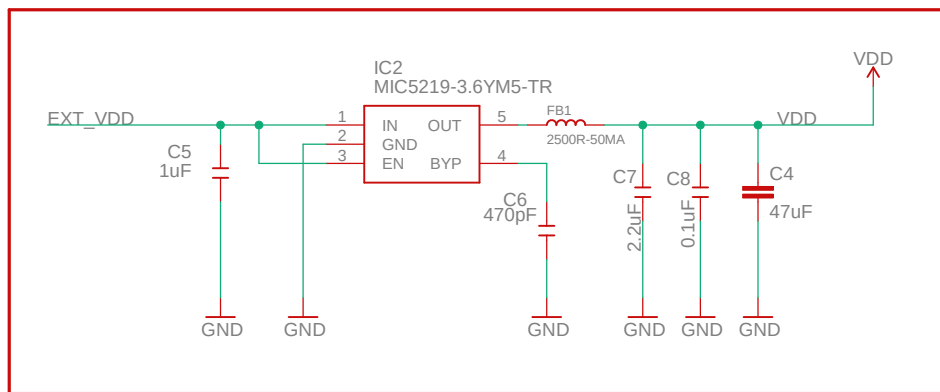 VDD
IC2
MIC5219-3.6YM5-TR
EXT_VDD
1
IN
OUT
5
FB1
2500R-50MA
VDD
2
GND
3
EN
BYP
4
C5
1uF
C6
470pF
C7
2.2uF
C8
0.1uF
C4
47uF
GND
GND
GND
GND
GND
GND